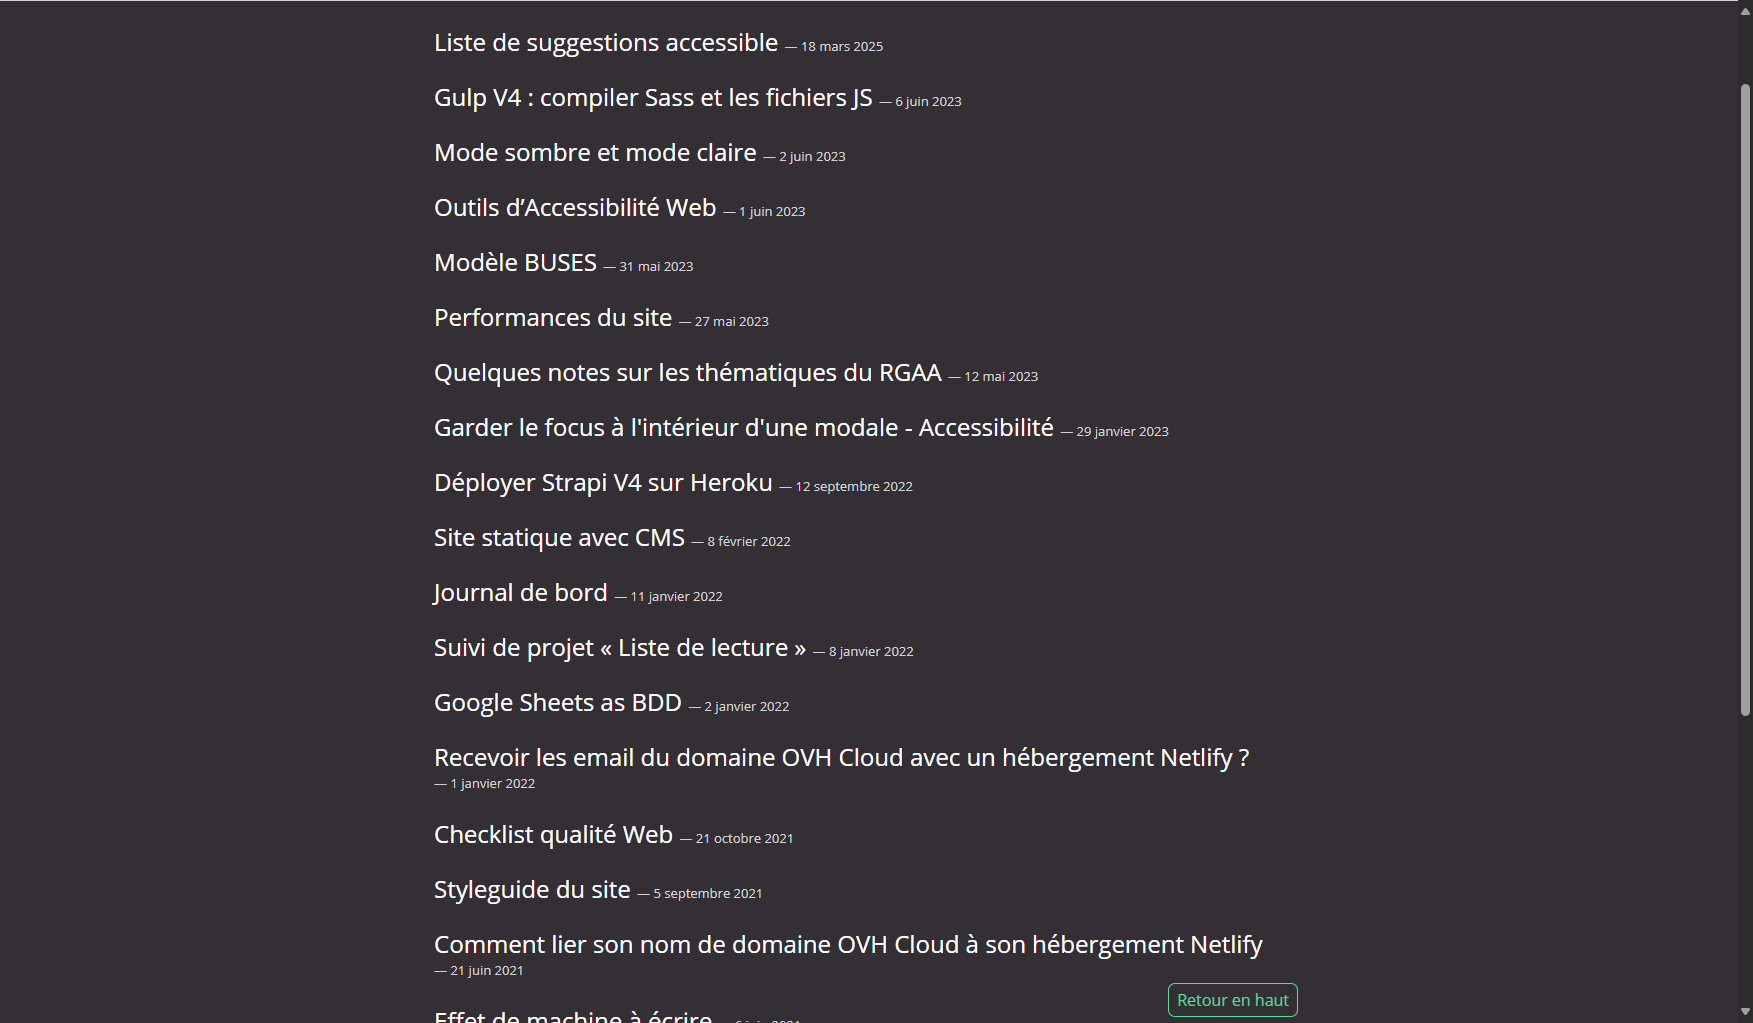 Liste de suggestions accessible — 18 mars 2025
Gulp V4 : compiler Sass et les fichiers JS — 6 juin 2023
Mode sombre et mode claire — 2 juin 2023
Outils d’Accessibilité Web — 1 juin 2023
Modèle BUSES — 31 mai 2023
Performances du site — 27 mai 2023
Quelques notes sur les thématiques du RGAA — 12 mai 2023
Garder le focus à l'intérieur d'une modale - Accessibilité — 29 janvier 2023
Déployer Strapi V4 sur Heroku — 12 septembre 2022
Site statique avec CMS — 8 février 2022
Journal de bord — 11 janvier 2022
Suivi de projet « Liste de lecture » — 8 janvier 2022
Google Sheets as BDD — 2 janvier 2022
Recevoir les email du domaine OVH Cloud avec un hébergement Netlify ?
— 1 janvier 2022
Checklist qualité Web — 21 octobre 2021
Styleguide du site — 5 septembre 2021
Comment lier son nom de domaine OVH Cloud à son hébergement Netlify
— 21 juin 2021
Retour en haut
Effet de machine à écrire — 6 juin 2021